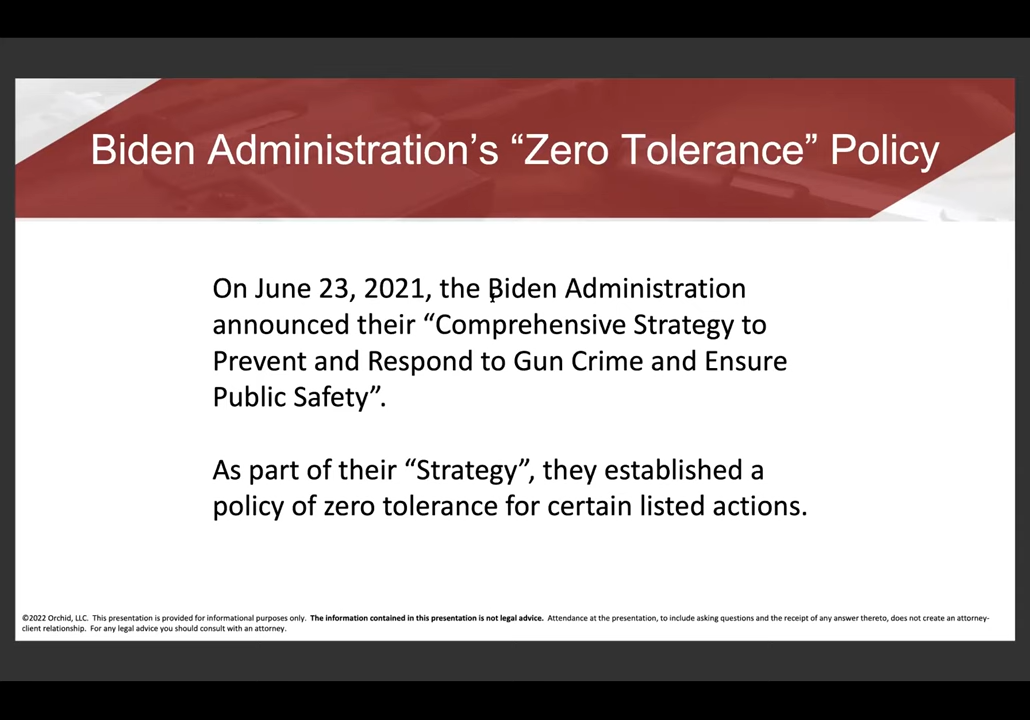 Biden Administration’s “Zero Tolerance” Policy
On June 23, 2021, the Biden Administration
announced their “Comprehensive Strategy to
Prevent and Respond to Gun Crime and Ensure
Public Safety”.
As part of their “Strategy”, they established a
policy of zero tolerance for certain listed actions.
©2022 Orchid, LLC. This presentation is provided for informational purposes only. The information contained in this presentation is not legal advice. Attendance at the presentation, to include asking questions and the receipt of any answer thereto, does not create an attorney-
client relationship. For any legal advice you should consult with an attorney.